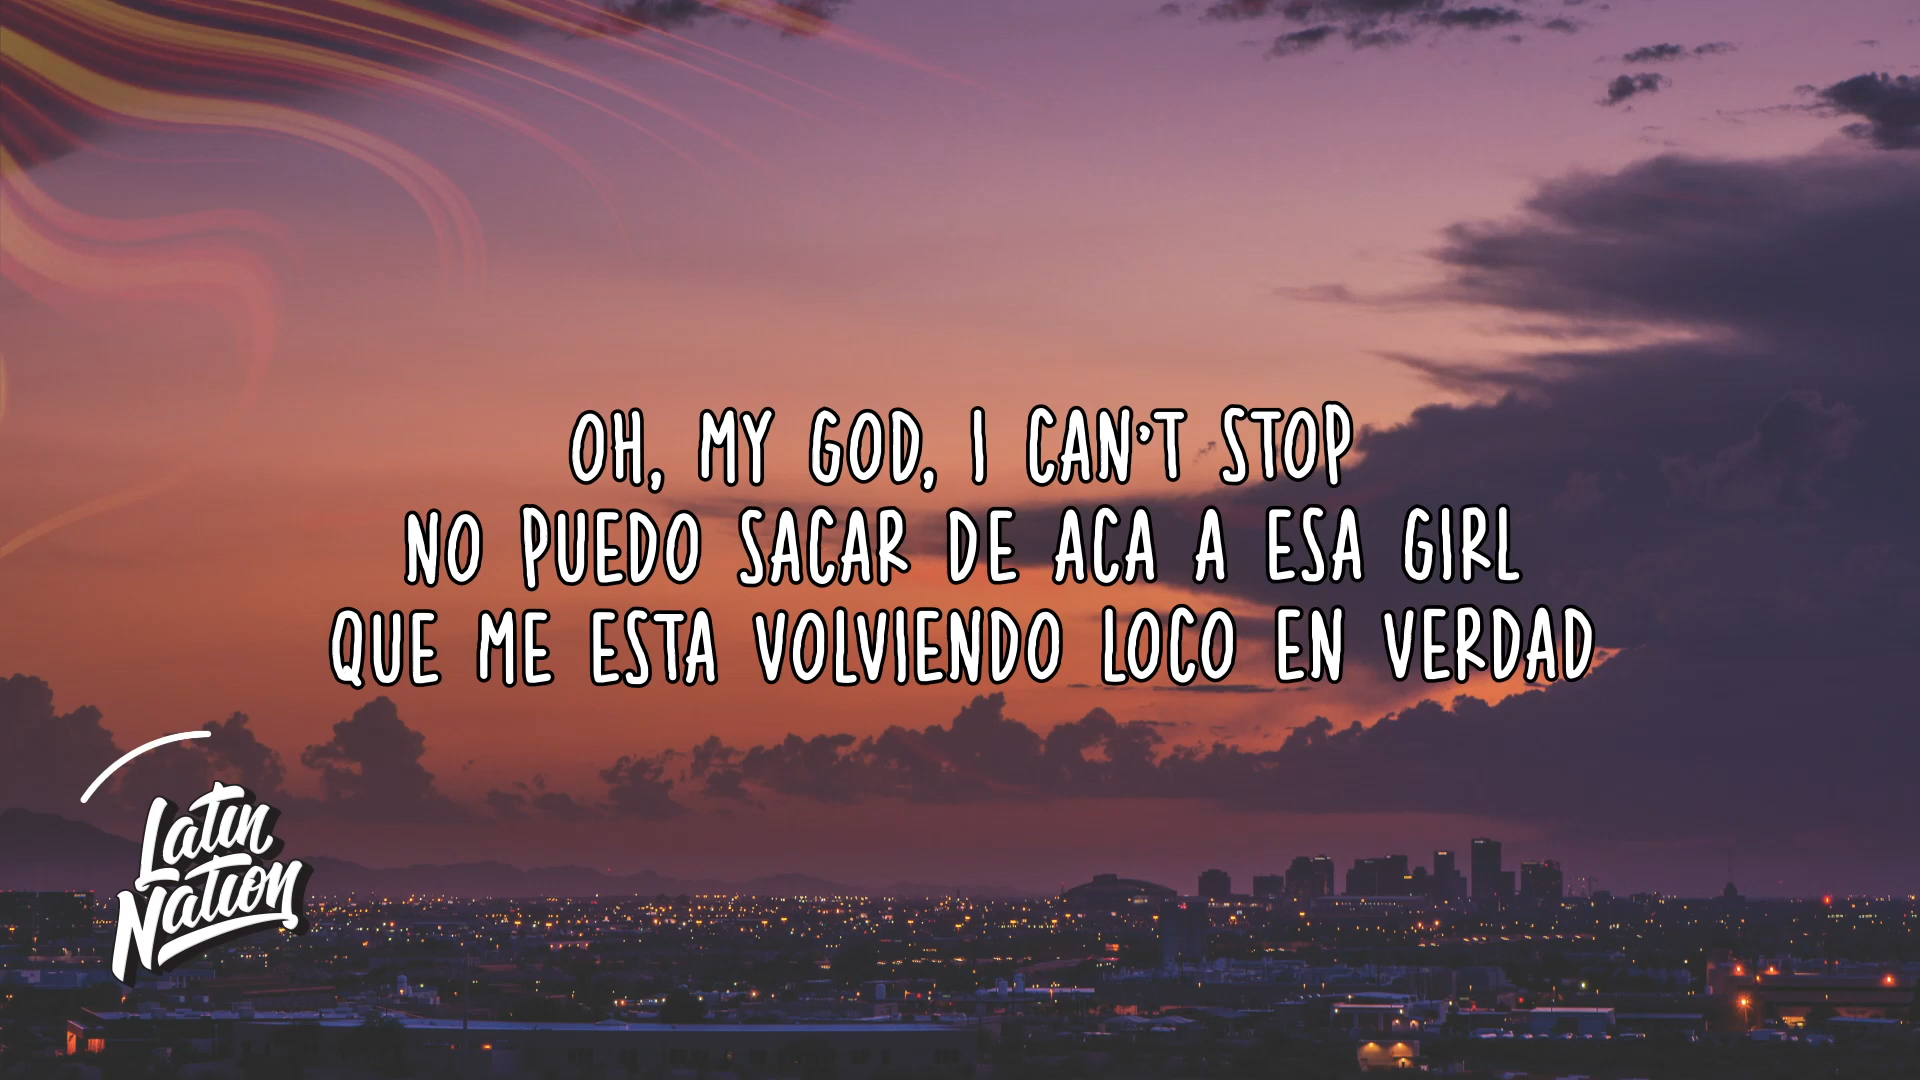 OH, MY GOD, I CAN'T STOP
NO PUEDO SACAR DE ACA A ESA GIRL
QUE ME ESTA VOLVIENDO LOCO EN VERDAD
Latin
Nation